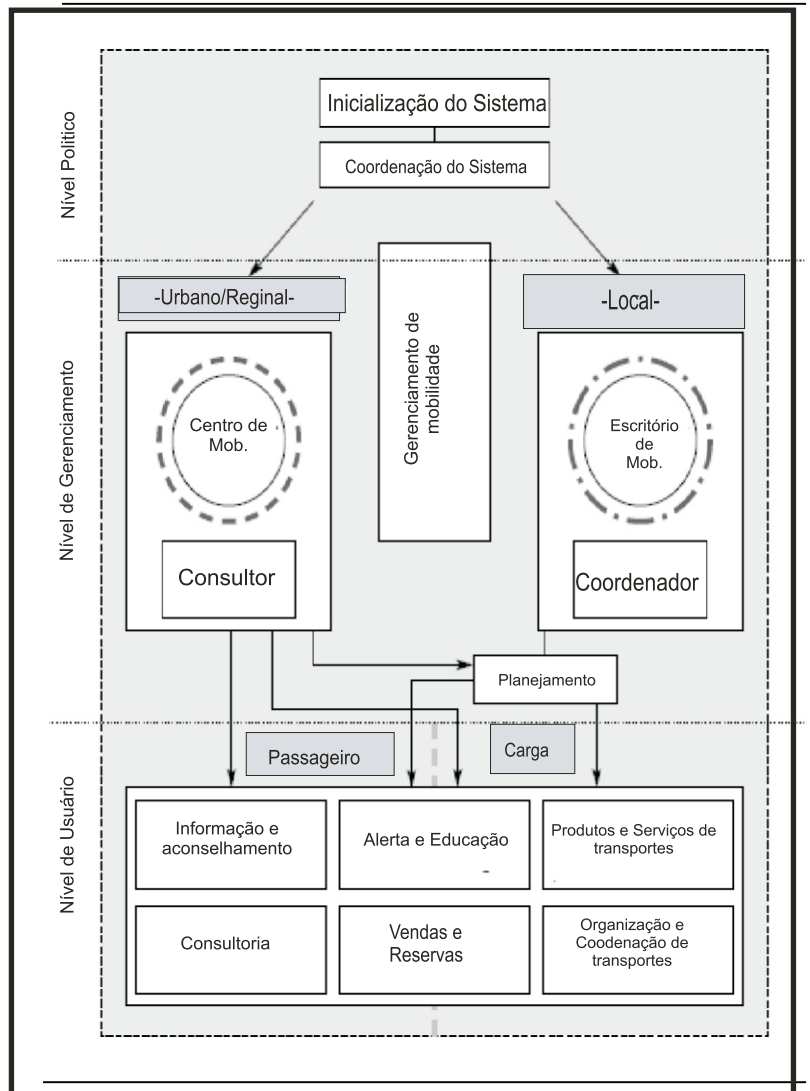 Nível Politico
Inicialização do Sistema
Coordenação do Sistema
Nível de Gerenciamento
-Urbano/Reginal-
Centro de
Mob.
Consultor
Gerenciamento de
mobilidade
-Local-
Escritório
de
Mob.
Coordenador
Planejamento
Nível de Usuário
Passageiro
Carga
Informação e
aconselhamento
Alerta e Educação
Produtos e Serviços de
transportes
Consultoria
Vendas e
Reservas
Organização e
Coodenação de
transportes